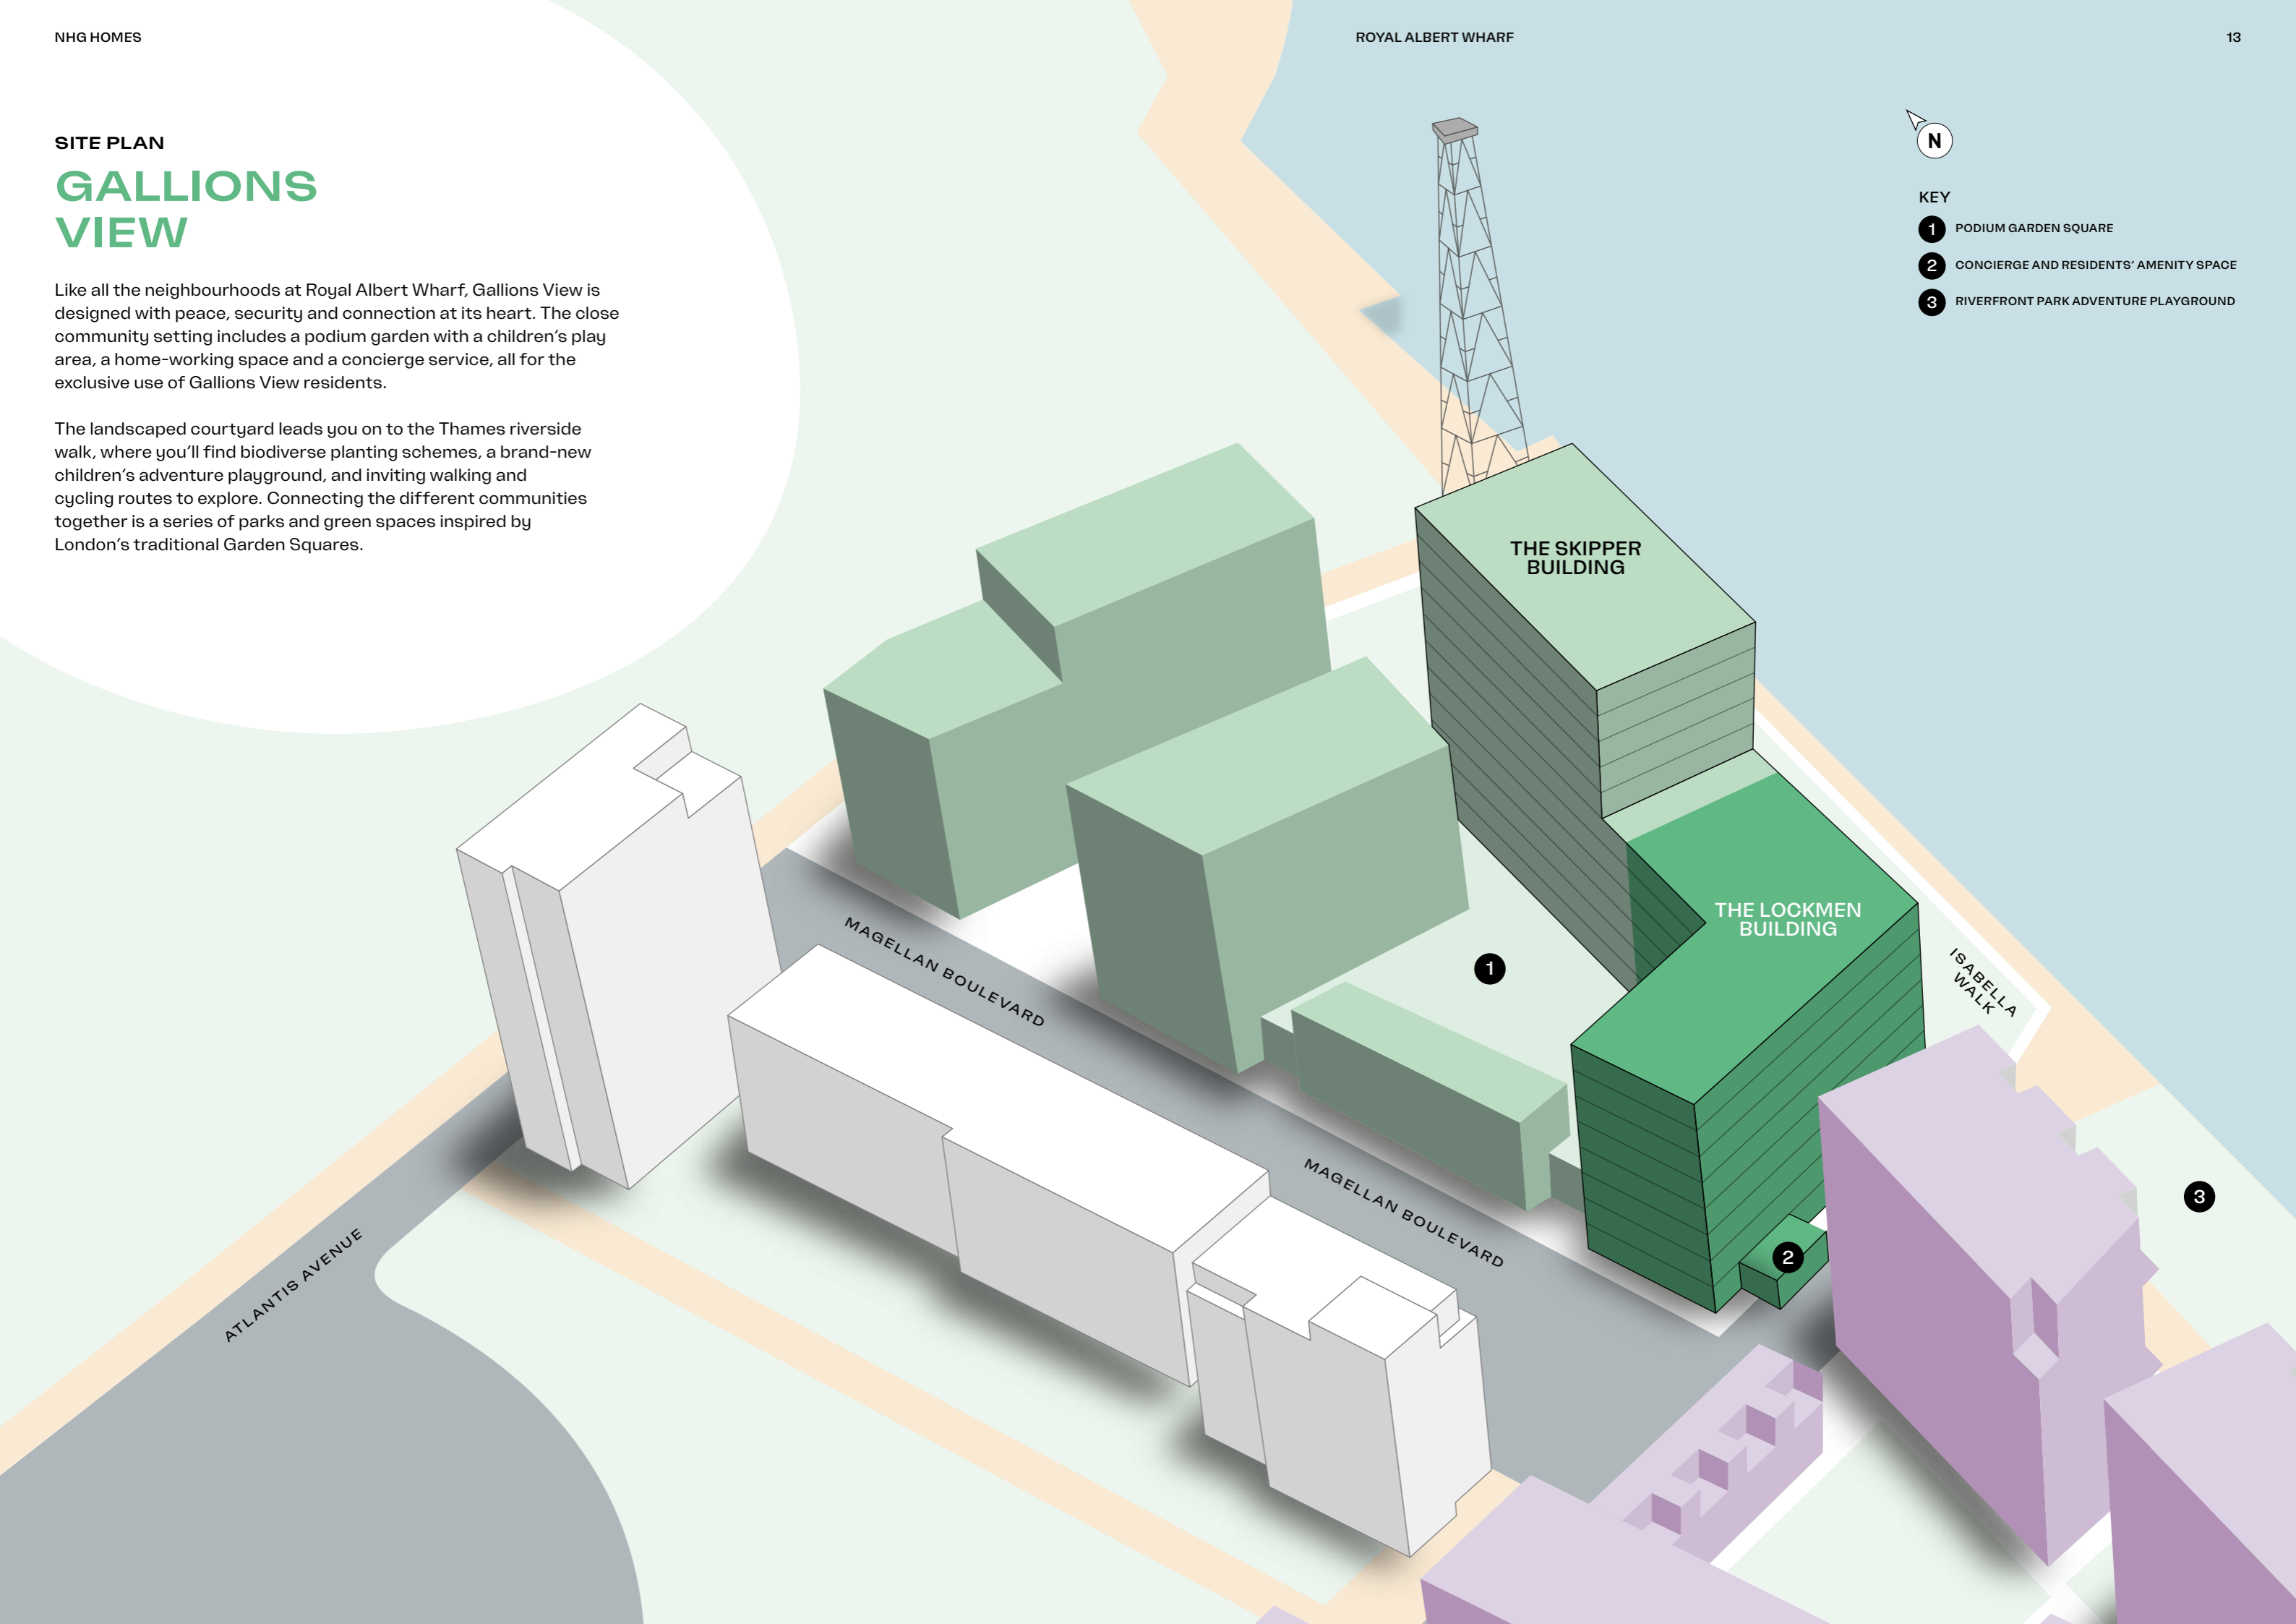 NHG HOMES
ROYAL ALBERT WHARF
13
SITE PLAN
GALLIONS
VIEW
Like all the neighbourhoods at Royal Albert Wharf, Gallions View is
designed with peace, security and connection at its heart. The close
community setting includes a podium garden with a children’s play
area, a home-working space and a concierge service, all for the
exclusive use of Gallions View residents.
The landscaped courtyard leads you on to the Thames riverside
walk, where you’ll find biodiverse planting schemes, a brand-new
children’s adventure playground, and inviting walking and
cycling routes to explore. Connecting the different communities
together is a series of parks and green spaces inspired by
London’s traditional Garden Squares.
N
KEY
1 PODIUM GARDEN SQUARE
2 CONCIERGE AND RESIDENTS’ AMENITY SPACE
3 RIVERFRONT PARK ADVENTURE PLAYGROUND
THE SKIPPER
BUILDING
THE LOCKMEN
BUILDING
1
ISABELLA
WALK
MAGELLAN BOULEVARD
MAGELLAN BOULEVARD
3
2
ATLANTIS AVENUE